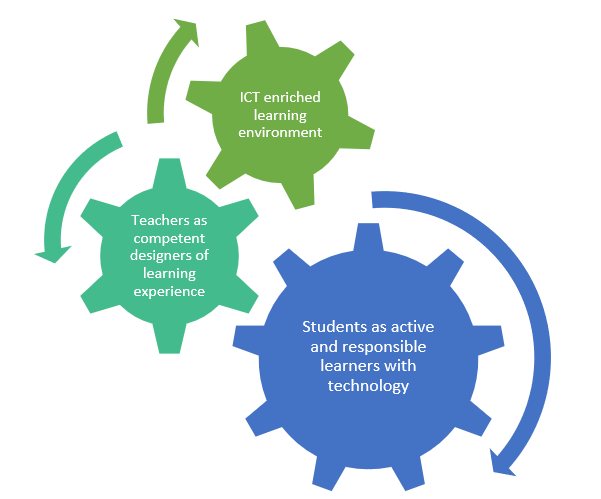 ICT enriched
learning
environment
Teachers as
competent
designers of
learning
experience
Students as active
and responsible
learners with
technology